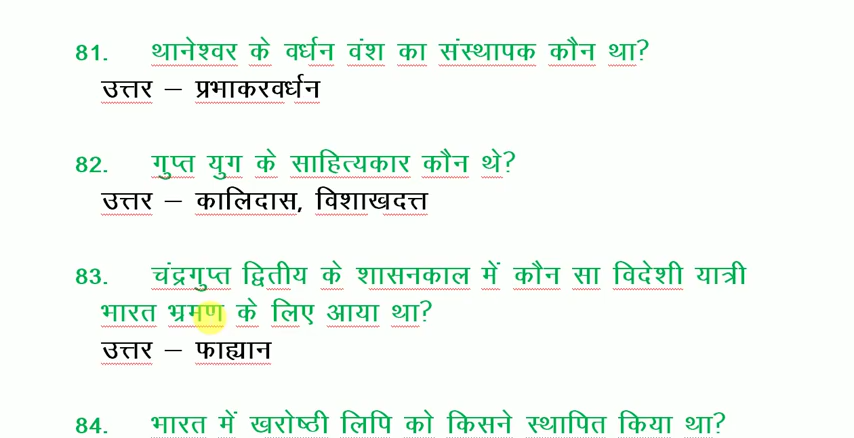 81. थानेश्वर के वर्धन वंश का संस्थापक कौन था?
उत्तर – प्रभाकरवर्धन
82. गुप्त युग के साहित्यकार कौन थे?
उत्तर – कालिदास, विशाखदत्त
83. चंद्रगुप्त द्वितीय के शासनकाल में कौन सा विदेशी यात्री
भारत भ्रमण के लिए आया था?
उत्तर – फाह्यान
84. भारत में खरोष्ठी लिपि को किसने स्थापित किया था?